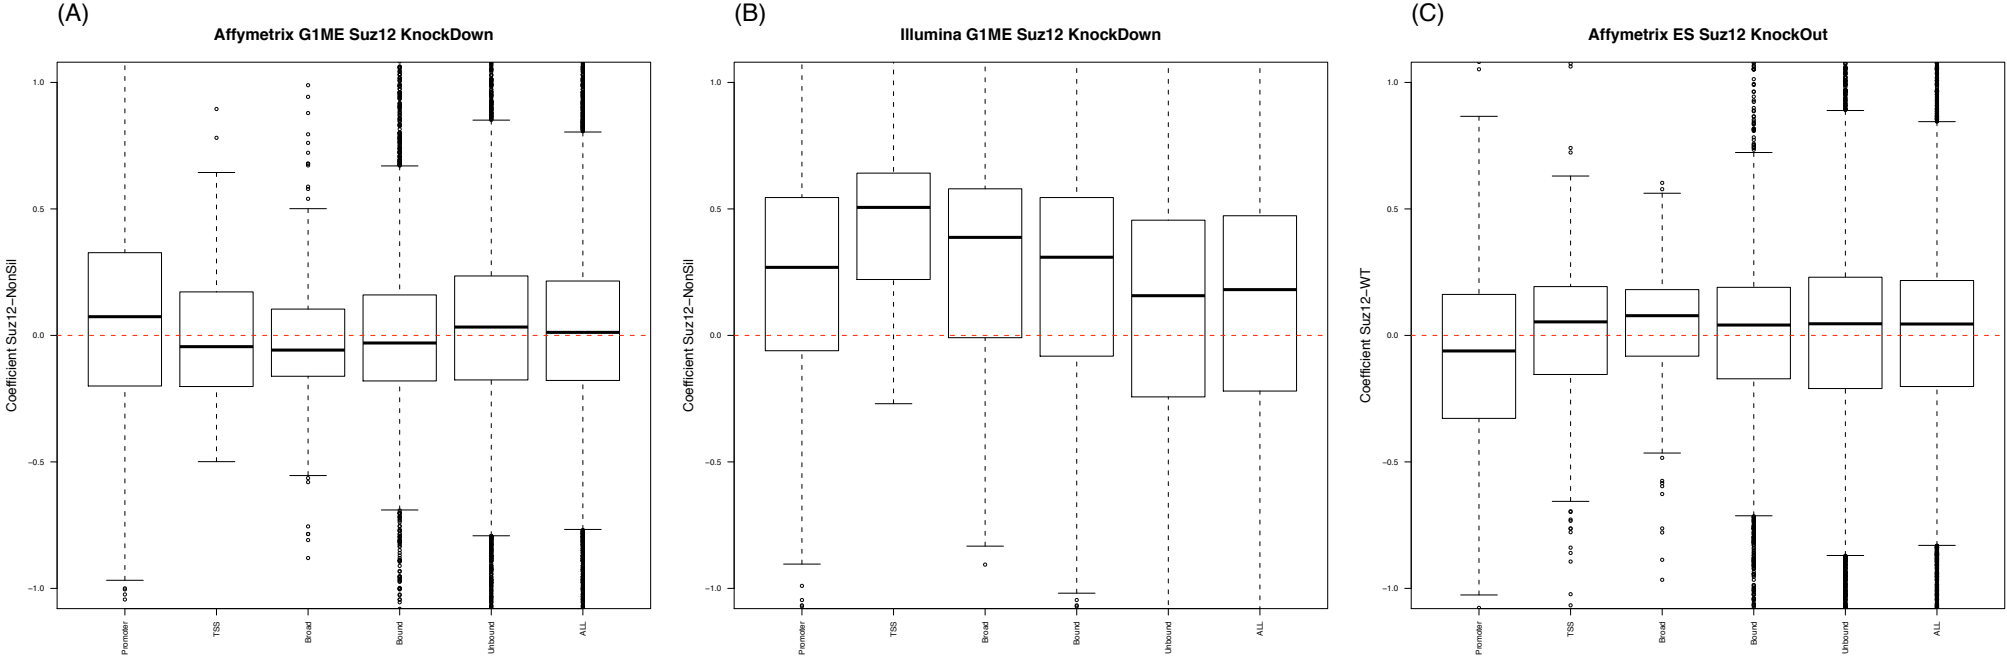 (A)
Affymetrix G1ME Suz12 KnockDown
Coefficient Suz12−NonSil
1.0
0.5
0.0
−0.5
−1.0
Promoter
TSS
Broad
Bound
Unbound
ALL
(B)
Illumina G1ME Suz12 KnockDown
Coefficient Suz12−NonSil
1.0
0.5
0.0
−0.5
−1.0
Promoter
TSS
Broad
Bound
Unbound
ALL
(C)
Affymetrix ES Suz12 KnockOut
Coefficient Suz12−WT
1.0
0.5
0.0
−0.5
−1.0
Promoter
TSS
Broad
Bound
Unbound
ALL